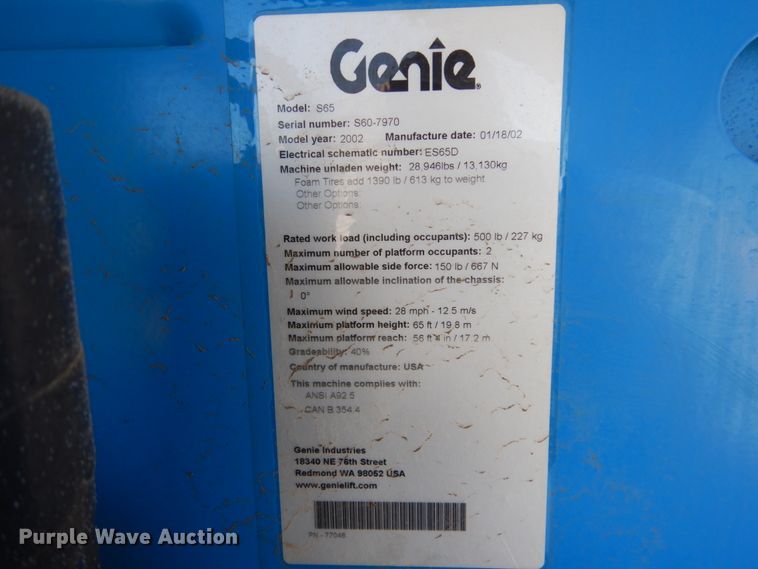 Genie
Model: S65
Serial number: S60-7970
Model year: 2002 Manufacture date: 01/18/02
Electrical schematic number: ES65D
Machine unladen weight: 28,946lbs / 13,130kg
Foam Tires add 1390 lb / 613 kg to weight
Other Options:
Other Options:
Rated work load (including occupants): 500 lb / 227 kg
Maximum number of platform occupants: 2
Maximum allowable side force: 150 lb / 667 N
Maximum allowable inclination of the chassis:
0°
Maximum wind speed: 28 mph - 12.5 m/s
Maximum platform height: 65 ft / 19.8 m
Maximum platform reach: 56 ft 4 in / 17.2 m
Gradeability: 40%
Country of manufacture: USA
This machine complies with:
ANSI A92.5
CAN B 354.4
Genie Industries
18340 NE 76th Street
Redmond WA 98052 USA
www.genielift.com
PN - 77046
Purple Wave Auction